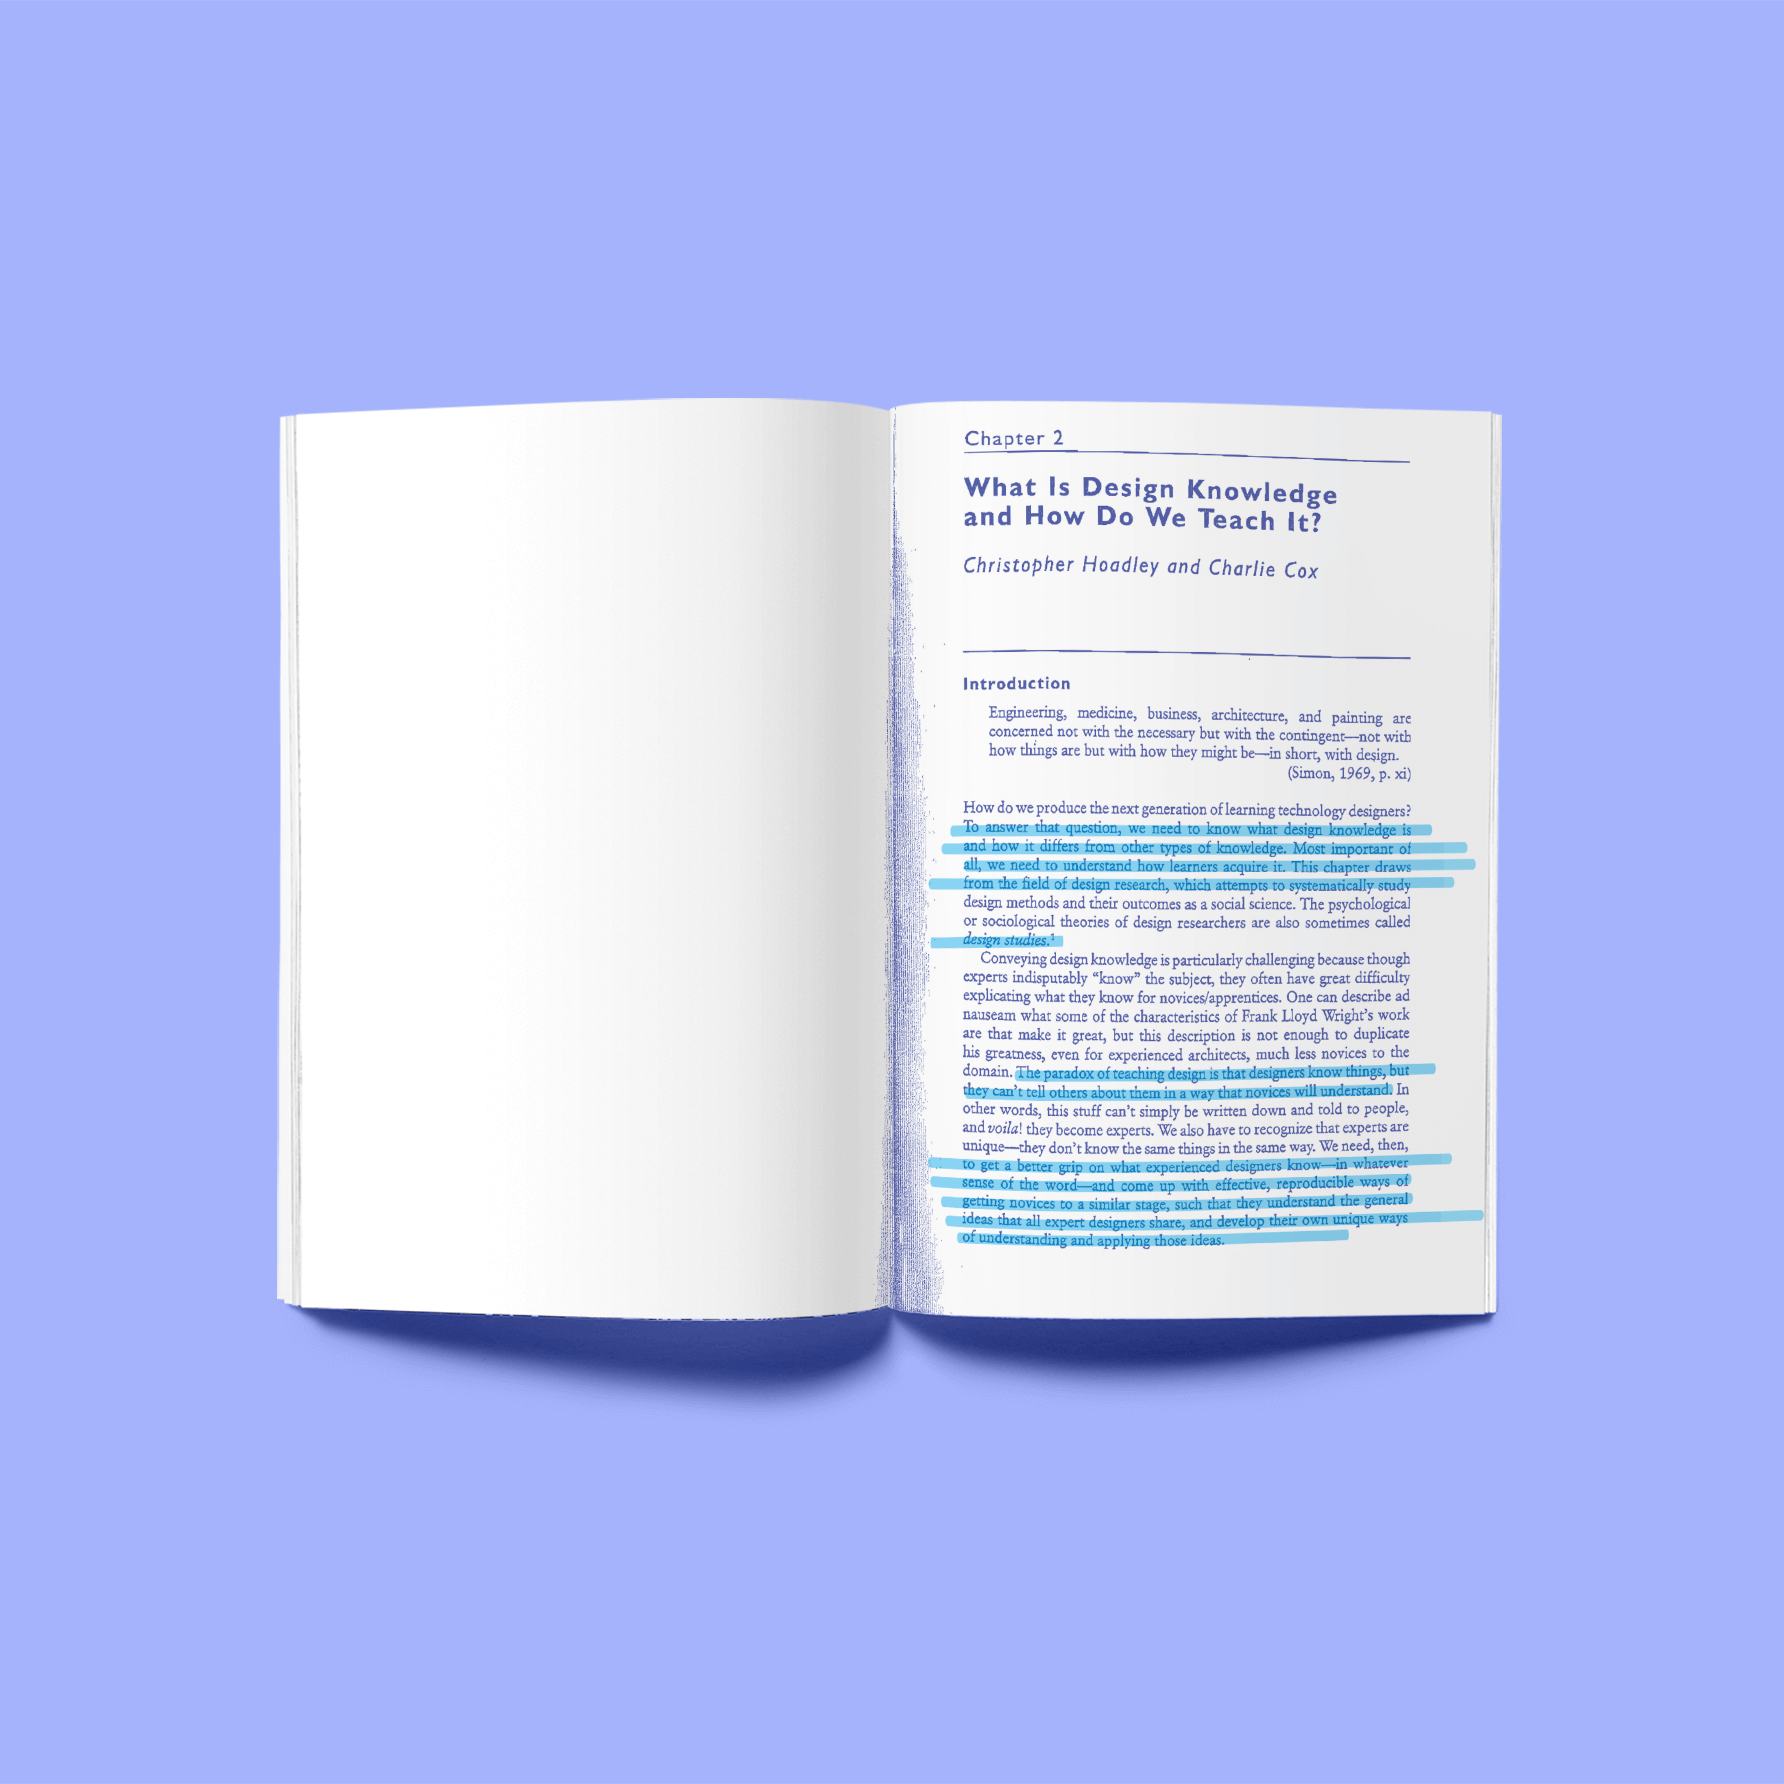 Chapter 2
What Is Design Knowledge
and How Do We Teach It?
Christopher Hoadley and Charlie Cox
Introduction
Engineering, medicine, business, architecture, and painting are
concerned not with the necessary but with the contingent—not with
how things are but with how they might be—in short, with design.
(Simon, 1969, p. xi)
How do we produce the next generation of learning technology designers?
To answer that question, we need to know what design knowledge is
and how it differs from other types of knowledge. Most important of
all, we need to understand how learners acquire it. This chapter draws
from the field of design research, which attempts to systematically study
design methods and their outcomes as a social science. The psychological
or sociological theories of design researchers are also sometimes called
design studies.¹
Conveying design knowledge is particularly challenging because though
experts indisputably “know” the subject, they often have great difficulty
explicating what they know for novices/apprentices. One can describe ad
nauseam what some of the characteristics of Frank Lloyd Wright’s work
are that make it great, but this description is not enough to duplicate
his greatness, even for experienced architects, much less novices to the
domain. The paradox of teaching design is that designers know things, but
they can’t tell others about them in a way that novices will understand. In
other words, this stuff can’t simply be written down and told to people,
and voila! they become experts. We also have to recognize that experts are
unique—they don’t know the same things in the same way. We need, then,
to get a better grip on what experienced designers know—in whatever
sense of the word—and come up with effective, reproducible ways of
getting novices to a similar stage, such that they understand the general
ideas that all expert designers share, and develop their own unique ways
of understanding and applying those ideas.